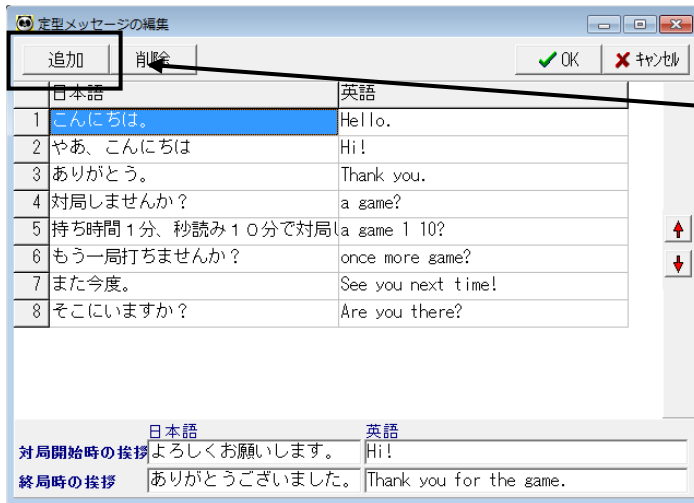 定型メッセージの編集
追加 削除 OK キャンセル
日本語 英語
1 こんにちは。 Hello.
2 やあ、こんにちは Hi!
3 ありがとう。 Thank you.
4 対局しませんか？ a game?
5 持ち時間１分、秒読み１０分で対局し a game 1 10?
6 もう一局打ちませんか？ once more game?
7 また今度。 See you next time!
8 そこにいますか？ Are you there?
日本語 英語
対局開始時の挨拶 よろしくお願いします。 Hi!
終局時の挨拶 ありがとうございました。 Thank you for the game.